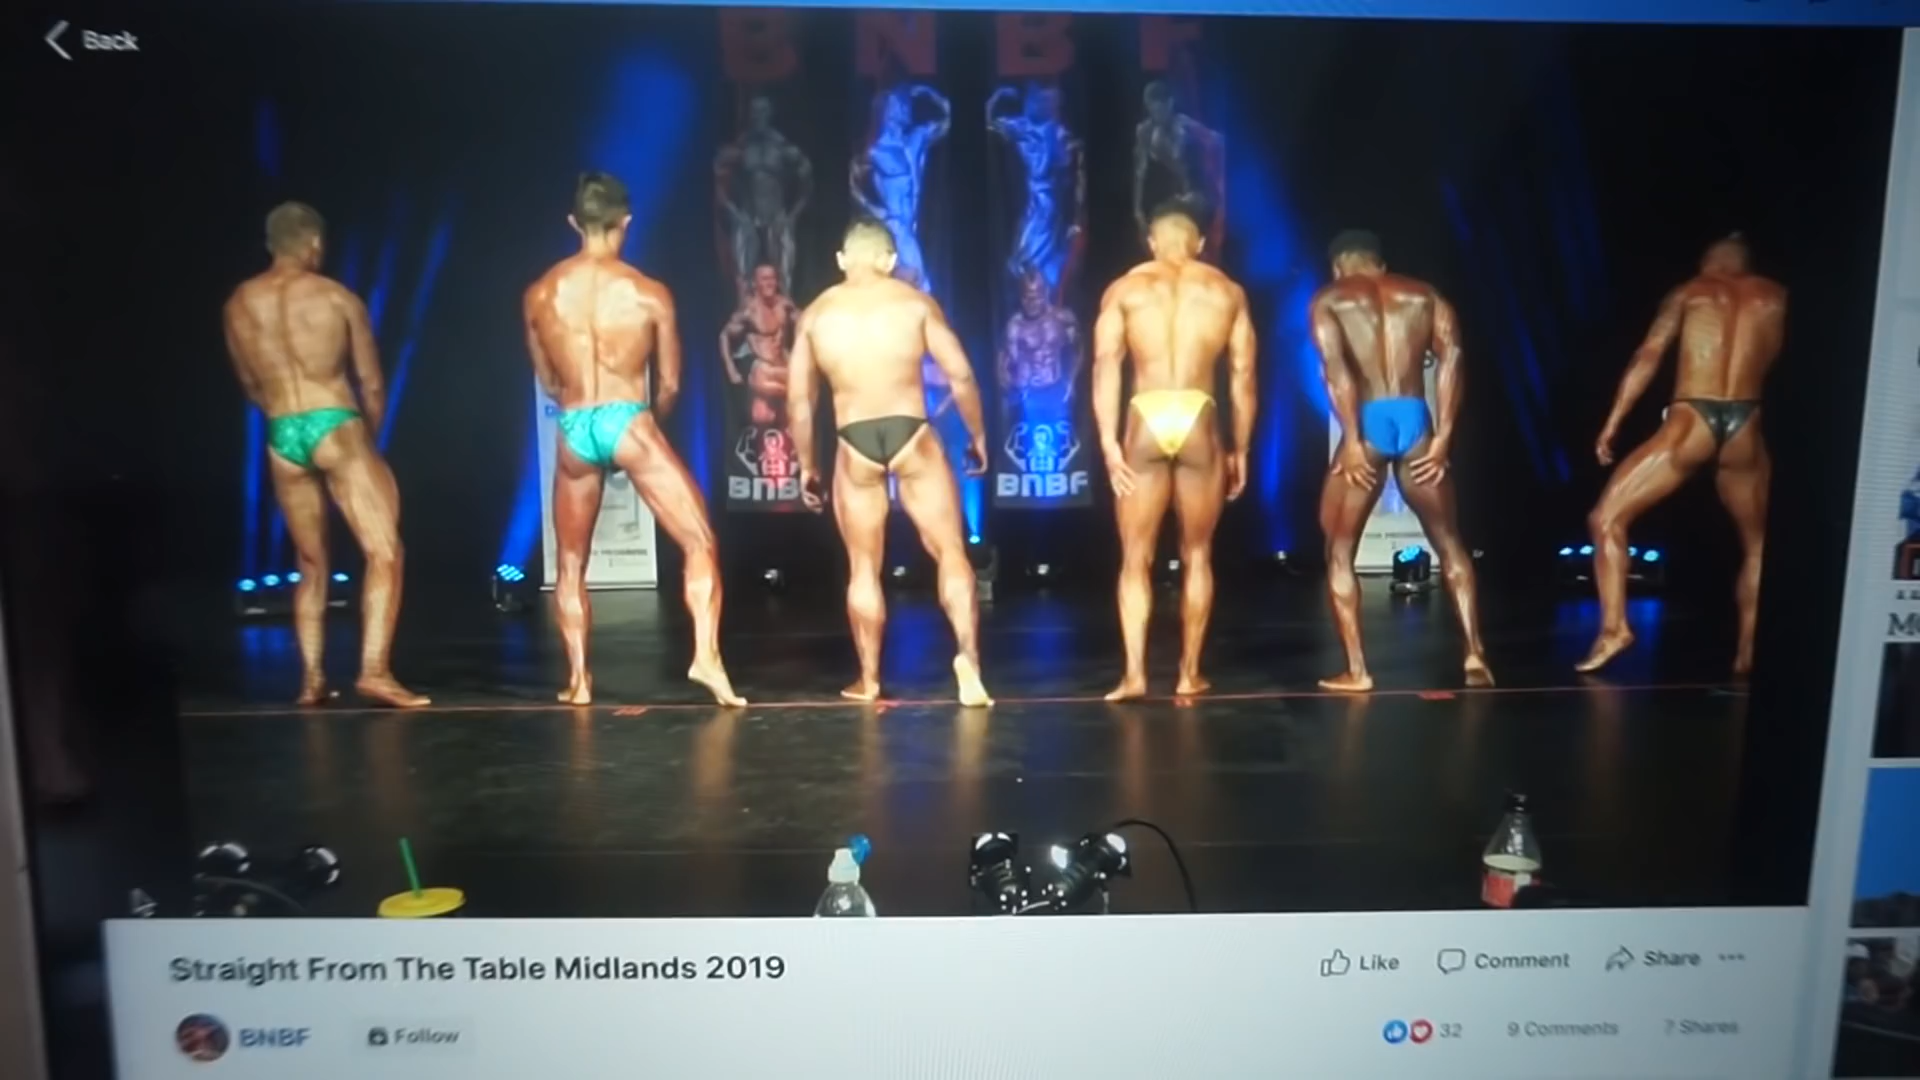 Back
BNBF
BNB
BNBF
Straight From The Table Midlands 2019
Like
Comment
Share
BNBF
Follow
32
9 Comments
7 Shares